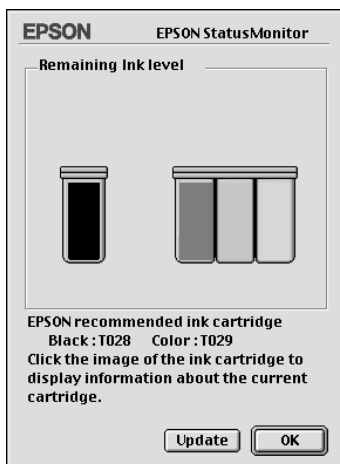 EPSON EPSON StatusMonitor
Remaining Ink level
EPSON recommended ink cartridge
Black : T028 Color : T029
Click the image of the ink cartridge to
display information about the current
cartridge.
Update OK